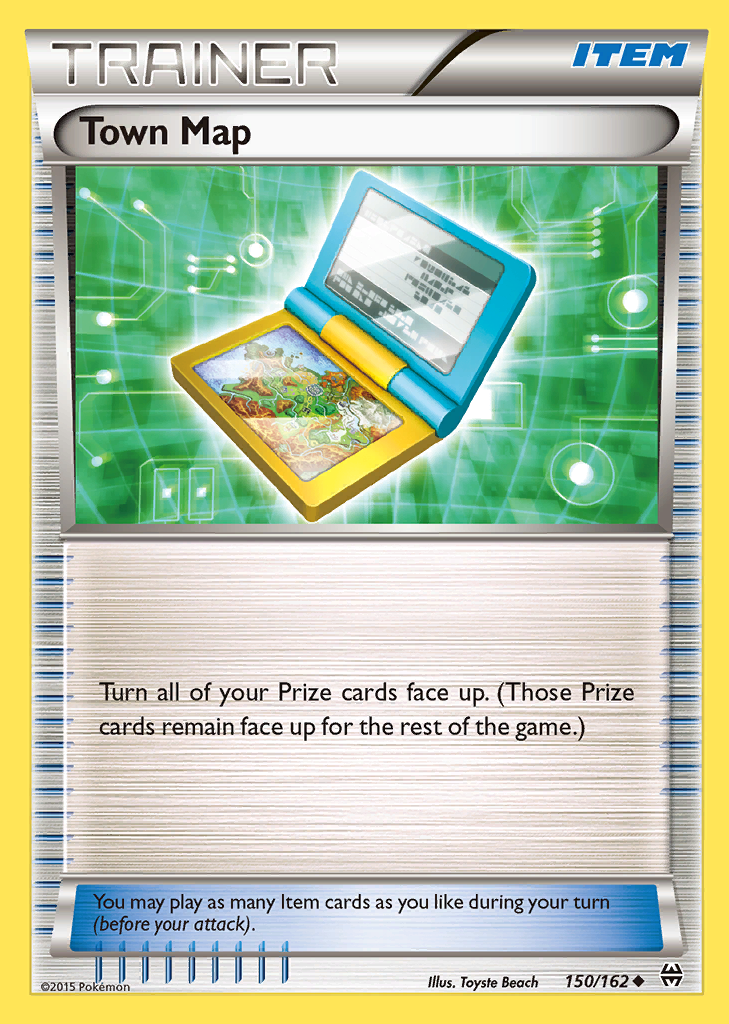 TRAINER
ITEM
Town Map
Turn all of your Prize cards face up. (Those Prize
cards remain face up for the rest of the game.)
You may play as many Item cards as you like during your turn
(before your attack).
©2015 Pokémon
Illus. Toyste Beach
150/162 ◆